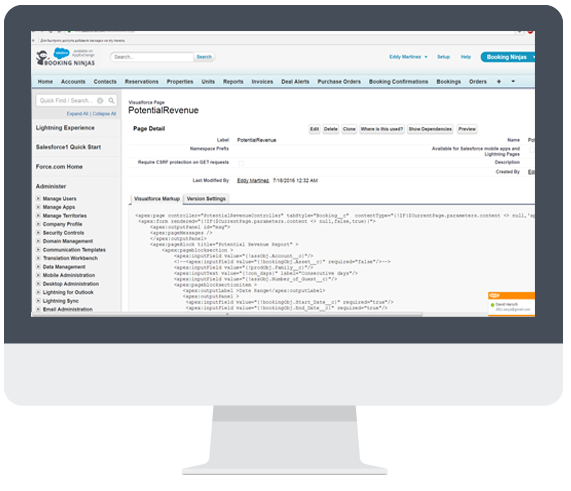 Для быстрого доступа добавляйте закладки на эту панель.
salesforce
available on
AppExchange
BOOKING NINJAS
Search...
Search
Eddy Martinez
Setup
Help
Booking Ninjas
Home Accounts Contacts Reservations Properties Units Reports Invoices Deal Alerts Purchase Orders Booking Confirmations Bookings Orders +
Quick Find / Search...
Expand All | Collapse All
Lightning Experience
Salesforce1 Quick Start
Force.com Home
Administer
Manage Users
Manage Apps
Manage Territories
Company Profile
Security Controls
Domain Management
Communication Templates
Translation Workbench
Data Management
Mobile Administration
Desktop Administration
Lightning for Outlook
Lightning Sync
Email Administration
Visualforce Page
PotentialRevenue
Page Detail
Edit Delete Clone Where is this used? Show Dependencies Preview
Label PotentialRevenue Name
Namespace Prefix Available for Salesforce mobile apps and
Lightning Pages
Require CSRF protection on GET requests Description
Created By
Last Modified By Eddy Martinez, 7/18/2016 12:32 AM
Visualforce Markup Version Settings
<apex:page controller="PotentialRevenueController" tabStyle="Booking__c" contentType="{!IF($CurrentPage.parameters.content <> null,
<apex:form rendered="{!IF($CurrentPage.parameters.content <> null,false,true)}">
<apex:outputPanel id="msg">
<apex:pageMessages />
</apex:outputPanel>
<apex:pageBlock title="Potential Revenue Report" >
<apex:pageblocksection >
<apex:inputField value="{!assObj.Account__c}"/>
<!--<apex:inputField value="{!bookingObj.Asset__c}" required="false"/>-->
<apex:inputField value="{!prodObj.Family__c}"/>
<apex:inputText value="{!con_days}" label="Consecutive days"/>
<apex:inputField value="{!assObj.Number_of_Guest__c}"/>
<apex:pageblocksectionItem >
<apex:outputLabel >Date Range</apex:outputLabel>
<apex:outputPanel >
<apex:inputField value="{!bookingObj.Start_Date__c}" required="true"/>
<apex:inputField value="{!bookingObj.End_Date__c}" required="true"/>